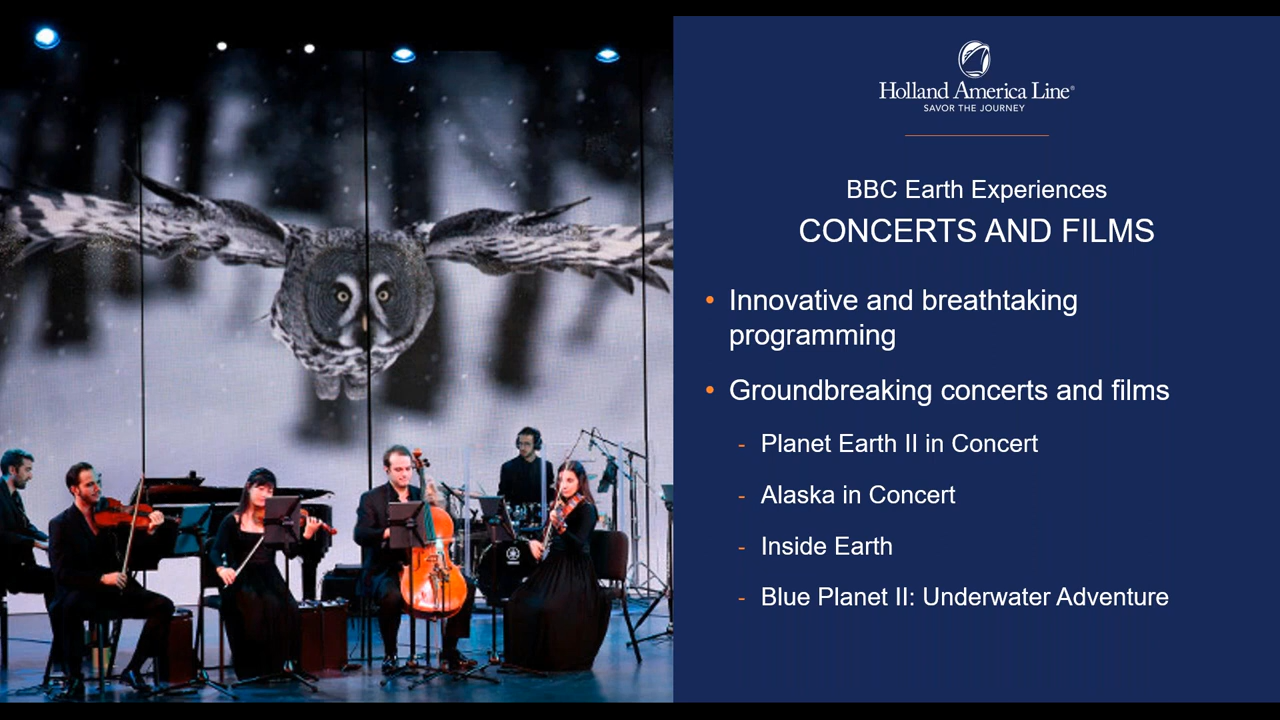 Holland America Line®
SAVOR THE JOURNEY
BBC Earth Experiences
CONCERTS AND FILMS
• Innovative and breathtaking
programming
• Groundbreaking concerts and films
- Planet Earth II in Concert
- Alaska in Concert
- Inside Earth
- Blue Planet II: Underwater Adventure